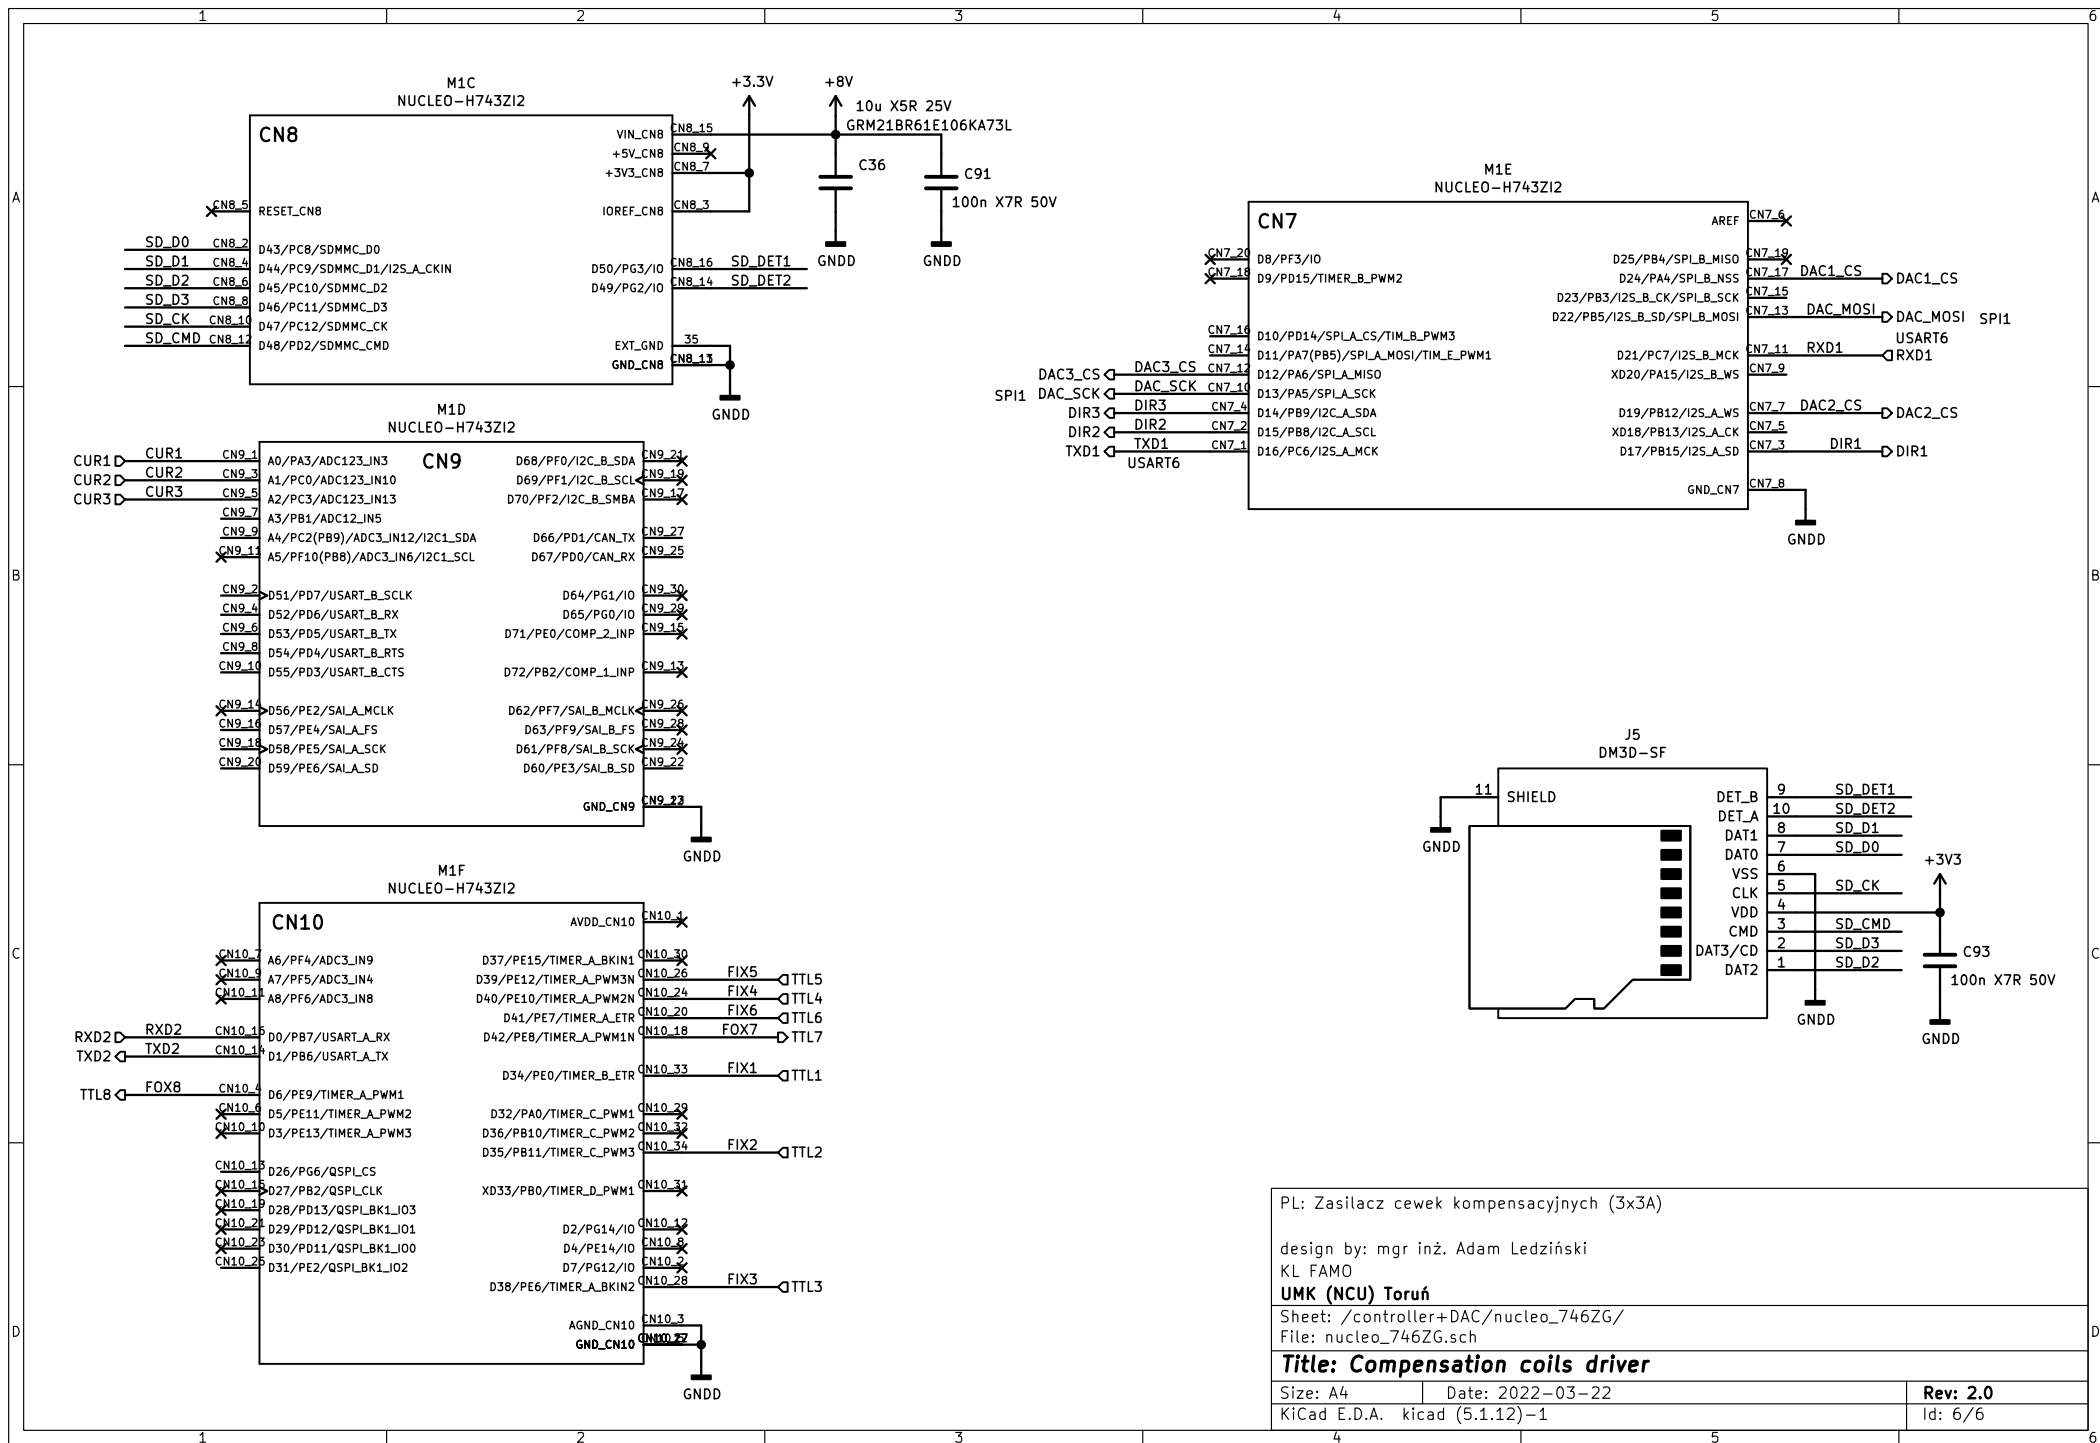 1 2 3 4 5 6
A
B
C
D
M1C
NUCLEO-H743ZI2
CN8
+3.3V
+8V
10u X5R 25V
GRM21BR61E106KA73L
C36
C91
100n X7R 50V
GNDD
GNDD
VIN_CN8 CN8_15
+5V_CN8 CN8_9
+3V3_CN8 CN8_7
CN8_5 RESET_CN8
IOREF_CN8 CN8_3
SD_D0 CN8_2 D43/PC8/SDMMC_D0
SD_D1 CN8_4 D44/PC9/SDMMC_D1/I2S_A_CKIN
SD_D2 CN8_6 D45/PC10/SDMMC_D2
SD_D3 CN8_8 D46/PC11/SDMMC_D3
SD_CK CN8_10 D47/PC12/SDMMC_CK
SD_CMD CN8_12 D48/PD2/SDMMC_CMD
D50/PG3/IO CN8_16 SD_DET1
D49/PG2/IO CN8_14 SD_DET2
EXT_GND 35
GND_CN8
GNDD
M1D
NUCLEO-H743ZI2
CN9
CUR1 CUR1 CN9_1 A0/PA3/ADC123_IN3
CUR2 CUR2 CN9_3 A1/PC0/ADC123_IN10
CUR3 CUR3 CN9_5 A2/PC3/ADC123_IN13
CN9_7 A3/PB1/ADC12_IN5
CN9_9 A4/PC2(PB9)/ADC3_IN12/I2C1_SDA
CN9_11 A5/PF10(PB8)/ADC3_IN6/I2C1_SCL
CN9_2 D51/PD7/USART_B_SCLK
CN9_4 D52/PD6/USART_B_RX
CN9_6 D53/PD5/USART_B_TX
CN9_8 D54/PD4/USART_B_RTS
CN9_10 D55/PD3/USART_B_CTS
CN9_14 D56/PE2/SAI_A_MCLK
CN9_16 D57/PE4/SAI_A_FS
CN9_18 D58/PE5/SAI_A_SCK
CN9_20 D59/PE6/SAI_A_SD
D68/PF0/I2C_B_SDA CN9_21
D69/PF1/I2C_B_SCL CN9_19
D70/PF2/I2C_B_SMBA CN9_17
D66/PD1/CAN_TX CN9_27
D67/PD0/CAN_RX CN9_25
D64/PG1/IO CN9_30
D65/PG0/IO CN9_29
D71/PE0/COMP_2_INP CN9_15
D72/PB2/COMP_1_INP CN9_13
D62/PF7/SAI_B_MCLK CN9_26
D63/PF9/SAI_B_FS CN9_28
D61/PF8/SAI_B_SCK CN9_24
D60/PE3/SAI_B_SD CN9_22
GND_CN9
GNDD
M1F
NUCLEO-H743ZI2
CN10
AVDD_CN10 CN10_1
CN10_7 A6/PF4/ADC3_IN9
CN10_9 A7/PF5/ADC3_IN4
CN10_11 A8/PF6/ADC3_IN8
RXD2 RXD2 CN10_16 D0/PB7/USART_A_RX
TXD2 TXD2 CN10_14 D1/PB6/USART_A_TX
TTL8 FOX8 CN10_4 D6/PE9/TIMER_A_PWM1
CN10_6 D5/PE11/TIMER_A_PWM2
CN10_10 D3/PE13/TIMER_A_PWM3
CN10_13 D26/PG6/QSPI_CS
CN10_15 D27/PB2/QSPI_CLK
CN10_19 D28/PD13/QSPI_BK1_IO3
CN10_21 D29/PD12/QSPI_BK1_IO1
CN10_23 D30/PD11/QSPI_BK1_IO0
CN10_25 D31/PE2/QSPI_BK1_IO2
D37/PE15/TIMER_A_BKIN1 CN10_30
D39/PE12/TIMER_A_PWM3N CN10_26 FIX5 TTL5
D40/PE10/TIMER_A_PWM2N CN10_24 FIX4 TTL4
D41/PE7/TIMER_A_ETR CN10_20 FIX6 TTL6
D42/PE8/TIMER_A_PWM1N CN10_18 FOX7 TTL7
D34/PE0/TIMER_B_ETR CN10_33 FIX1 TTL1
D32/PA0/TIMER_C_PWM1 CN10_29
D36/PB10/TIMER_C_PWM2 CN10_32
D35/PB11/TIMER_C_PWM3 CN10_34 FIX2 TTL2
XD33/PB0/TIMER_D_PWM1 CN10_31
D2/PG14/IO CN10_12
D4/PE14/IO CN10_8
D7/PG12/IO CN10_2
D38/PE6/TIMER_A_BKIN2 CN10_28 FIX3 TTL3
AGND_CN10 CN10_3
GND_CN10
GNDD
M1E
NUCLEO-H743ZI2
CN7
AREF CN7_6
CN7_20 D8/PF3/IO
CN7_18 D9/PD15/TIMER_B_PWM2
CN7_16 D10/PD14/SPI_A_CS/TIM_B_PWM3
CN7_14 D11/PA7(PB5)/SPI_A_MOSI/TIM_E_PWM1
DAC3_CS DAC3_CS CN7_12 D12/PA6/SPI_A_MISO
SPI1 DAC_SCK DAC_SCK CN7_10 D13/PA5/SPI_A_SCK
DIR3 DIR3 CN7_4 D14/PB9/I2C_A_SDA
DIR2 DIR2 CN7_2 D15/PB8/I2C_A_SCL
TXD1 TXD1 CN7_1 D16/PC6/I2S_A_MCK
USART6
D25/PB4/SPI_B_MISO CN7_19
D24/PA4/SPI_B_NSS CN7_17 DAC1_CS DAC1_CS
D23/PB3/I2S_B_CK/SPI_B_SCK CN7_15
D22/PB5/I2S_B_SD/SPI_B_MOSI CN7_13 DAC_MOSI DAC_MOSI SPI1
USART6
D21/PC7/I2S_B_MCK CN7_11 RXD1 RXD1
XD20/PA15/I2S_B_WS CN7_9
D19/PB12/I2S_A_WS CN7_7 DAC2_CS DAC2_CS
XD18/PB13/I2S_A_CK CN7_5
D17/PB15/I2S_A_SD CN7_3 DIR1 DIR1
GND_CN7 CN7_8
GNDD
J5
DM3D-SF
11 SHIELD
GNDD
DET_B 9 SD_DET1
DET_A 10 SD_DET2
DAT1 8 SD_D1
DAT0 7 SD_D0
VSS 6
CLK 5 SD_CK
VDD 4
CMD 3 SD_CMD
DAT3/CD 2 SD_D3
DAT2 1 SD_D2
+3V3
C93
100n X7R 50V
GNDD
GNDD
PL: Zasilacz cewek kompensacyjnych (3x3A)
design by: mgr inż. Adam Ledziński
KL FAMO
UMK (NCU) Toruń
Sheet: /controller+DAC/nucleo_746ZG/
File: nucleo_746ZG.sch
Title: Compensation coils driver
Size: A4 Date: 2022-03-22 Rev: 2.0
KiCad E.D.A. kicad (5.1.12)-1 Id: 6/6
A
B
C
D
1 2 3 4 5 6